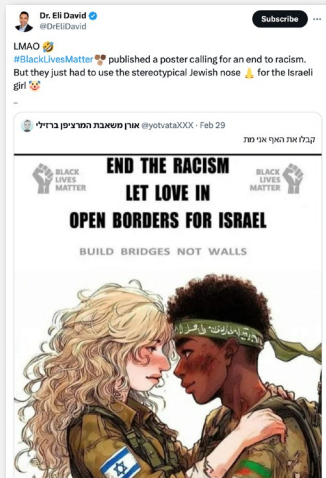 Dr. Eli David
@DrEliDavid
Subscribe
LMAO 🤣
#BlackLivesMatter published a poster calling for an end to racism.
But they just had to use the stereotypical Jewish nose 👃 for the Israeli
girl 🤡
אורן משאבת המרציפן ברזילי @yotvataXXX · Feb 29
קבלו את האף אני מת
BLACK
LIVES
MATTER
END THE RACISM
LET LOVE IN
OPEN BORDERS FOR ISRAEL
BLACK
LIVES
MATTER
BUILD BRIDGES NOT WALLS